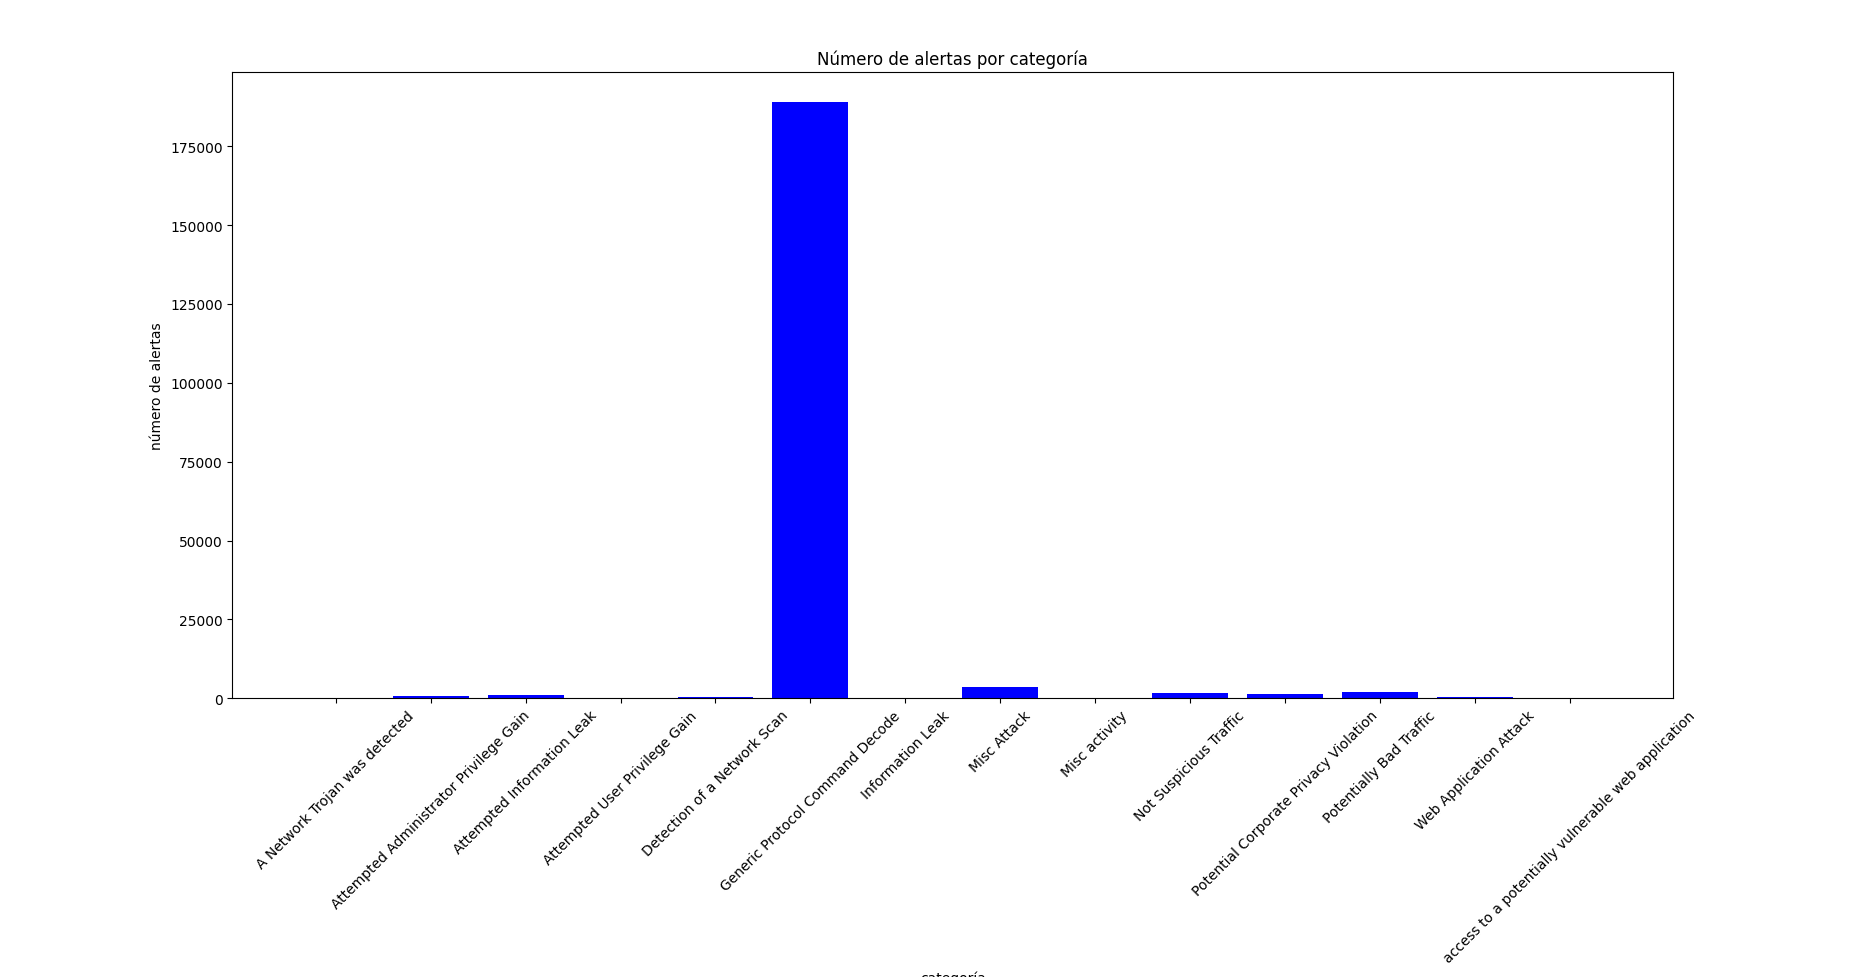 Número de alertas por categoría
número de alertas
175000
150000
125000
100000
75000
50000
25000
0
A Network Trojan was detected
Attempted Administrator Privilege Gain
Attempted Information Leak
Attempted User Privilege Gain
Detection of a Network Scan
Generic Protocol Command Decode
Information Leak
Misc Attack
Misc activity
Not Suspicious Traffic
Potential Corporate Privacy Violation
Potentially Bad Traffic
Web Application Attack
access to a potentially vulnerable web application
categoría